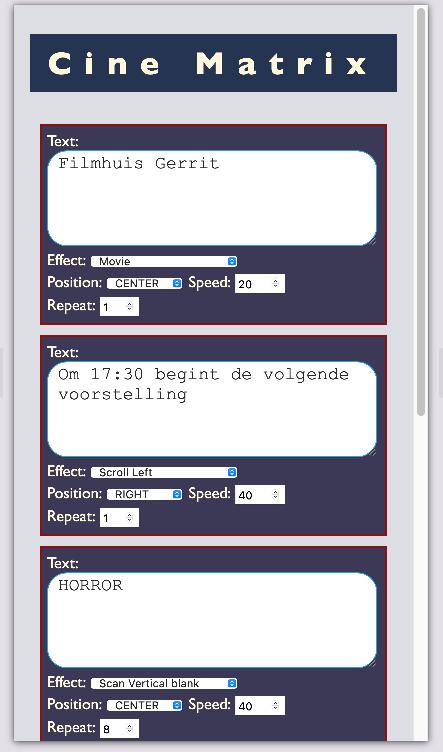 Cine Matrix
Text:
Filmhuis Gerrit
Effect: Movie
Position: CENTER Speed: 20
Repeat: 1
Text:
Om 17:30 begint de volgende
voorstelling
Effect: Scroll Left
Position: RIGHT Speed: 40
Repeat: 1
Text:
HORROR
Effect: Scan Vertical blank
Position: CENTER Speed: 40
Repeat: 8